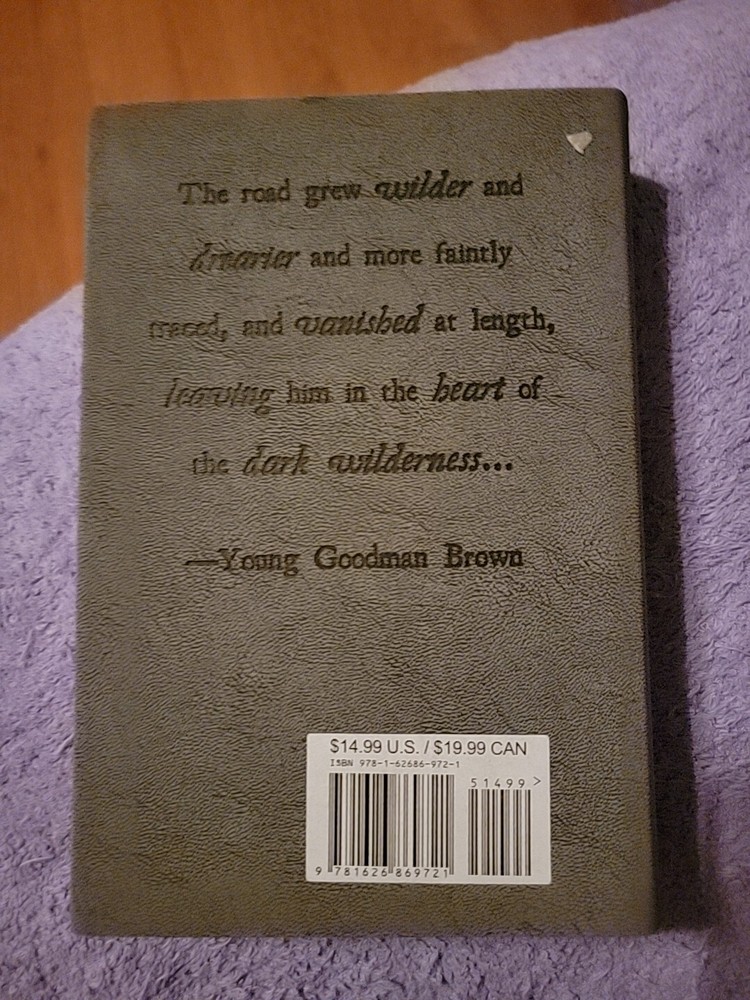 The road grew wilder and
drearier and more faintly
traced, and vanished at length,
leaving him in the heart of
the dark wilderness...
—Young Goodman Brown
$14.99 U.S. / $19.99 CAN
ISBN 978-1-62686-972-1
51499>
9 781626 869721